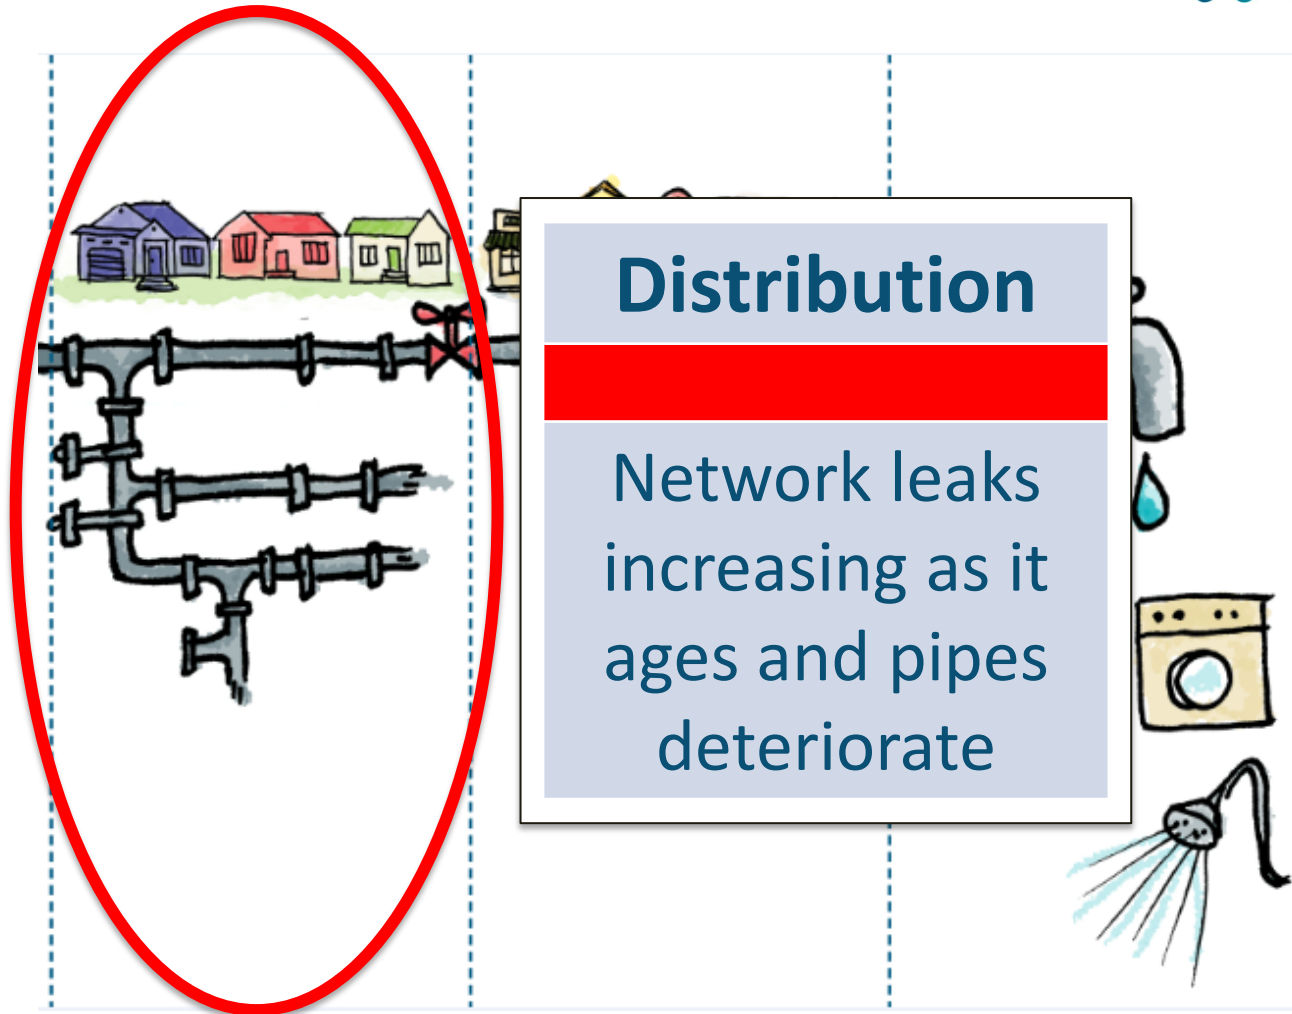 Distribution
Network leaks
increasing as it
ages and pipes
deteriorate